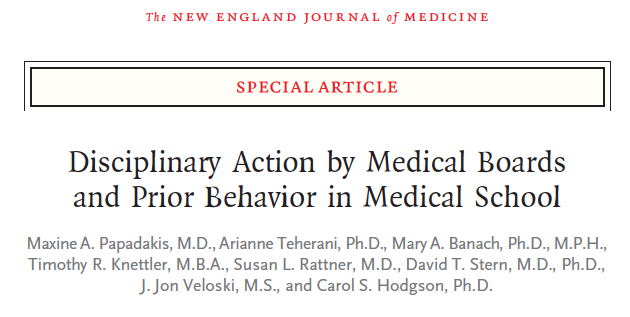 The NEW ENGLAND JOURNAL of MEDICINE
SPECIAL ARTICLE
Disciplinary Action by Medical Boards
and Prior Behavior in Medical School
Maxine A. Papadakis, M.D., Arianne Teherani, Ph.D., Mary A. Banach, Ph.D., M.P.H.,
Timothy R. Knettler, M.B.A., Susan L. Rattner, M.D., David T. Stern, M.D., Ph.D.,
J. Jon Veloski, M.S., and Carol S. Hodgson, Ph.D.